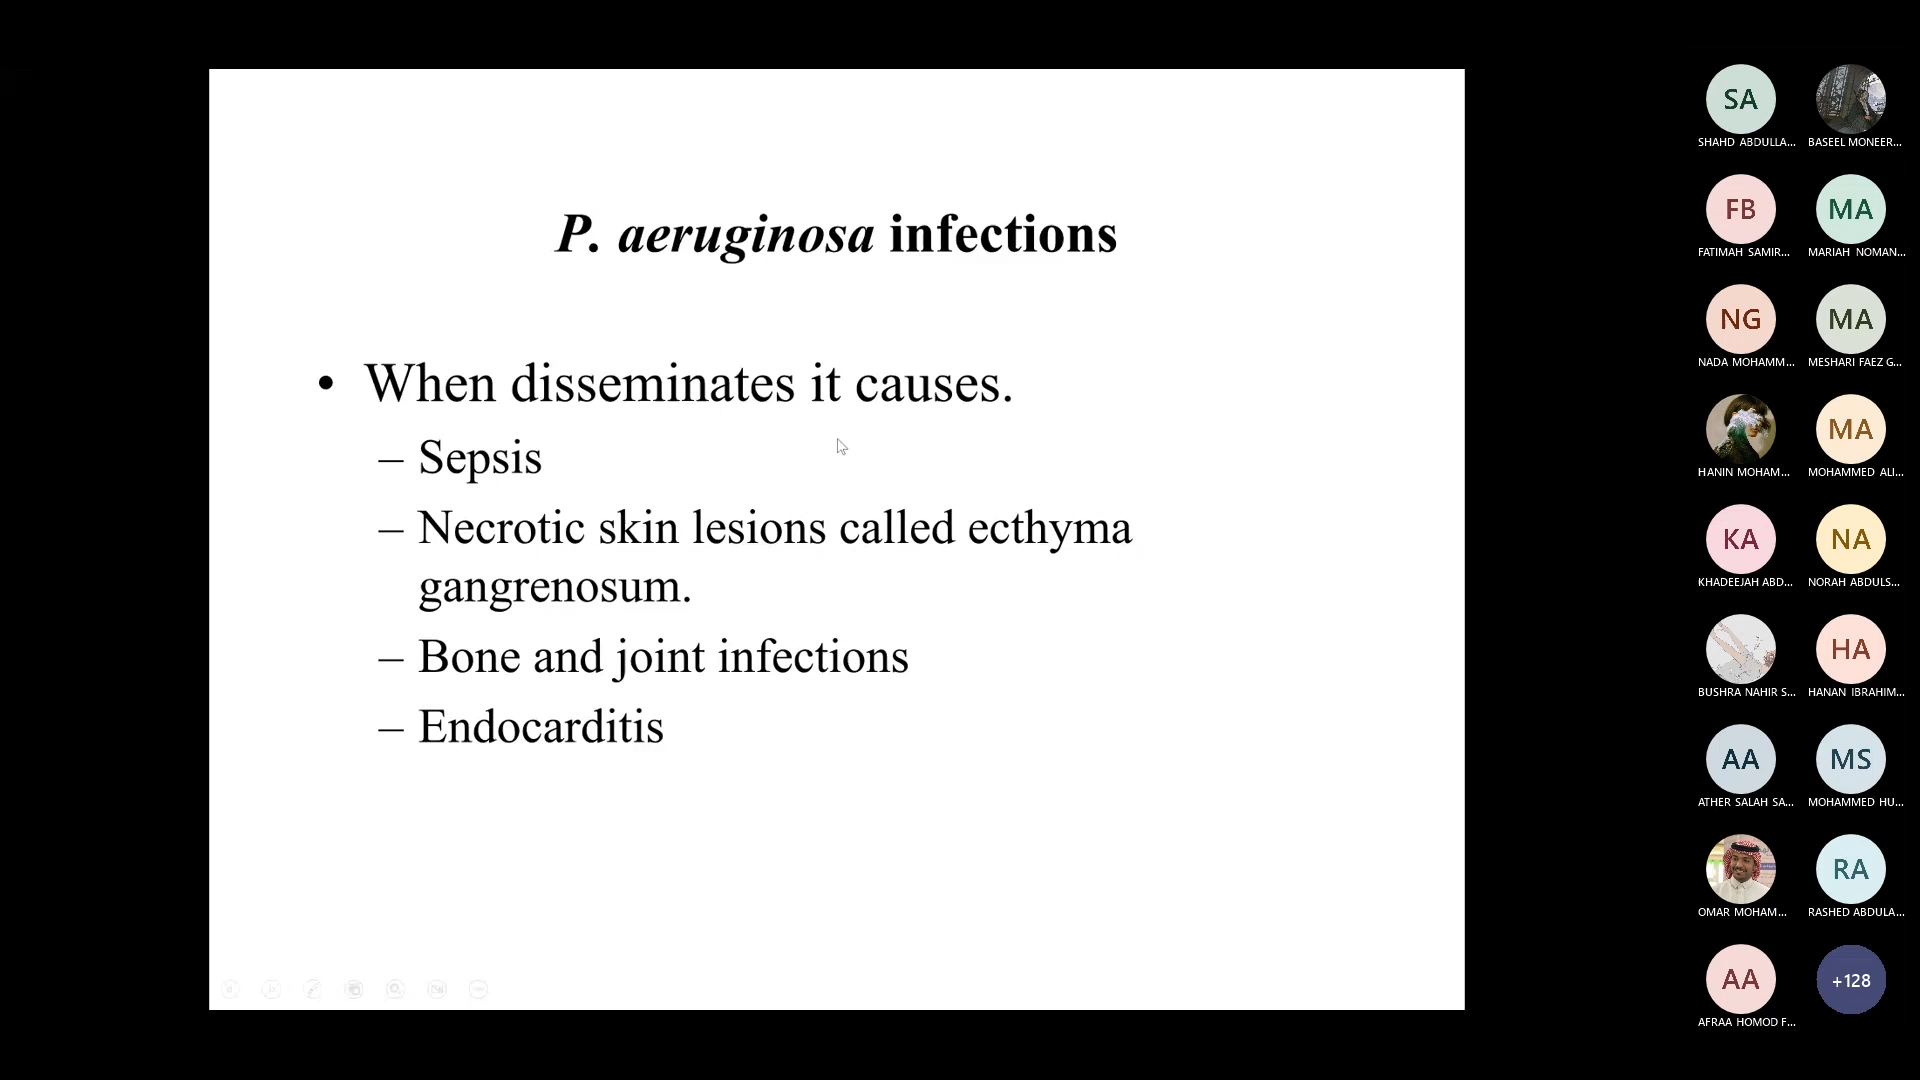 P. aeruginosa infections
• When disseminates it causes.
– Sepsis
– Necrotic skin lesions called ecthyma
gangrenosum.
– Bone and joint infections
– Endocarditis
SA
SHAHD ABDULLA...
BASEEL MONEER...
FB
FATIMAH SAMIR...
MA
MARIAH NOMAN...
NG
NADA MOHAMM...
MA
MESHARI FAEZ G...
HANIN MOHAM...
MA
MOHAMMED ALI...
KA
KHADEEJAH ABD...
NA
NORAH ABDULS...
BUSHRA NAHIR S...
HA
HANAN IBRAHIM...
AA
ATHER SALAH SA...
MS
MOHAMMED HU...
OMAR MOHAM...
RA
RASHED ABDULA...
AA
AFRAA HOMOD F...
+128